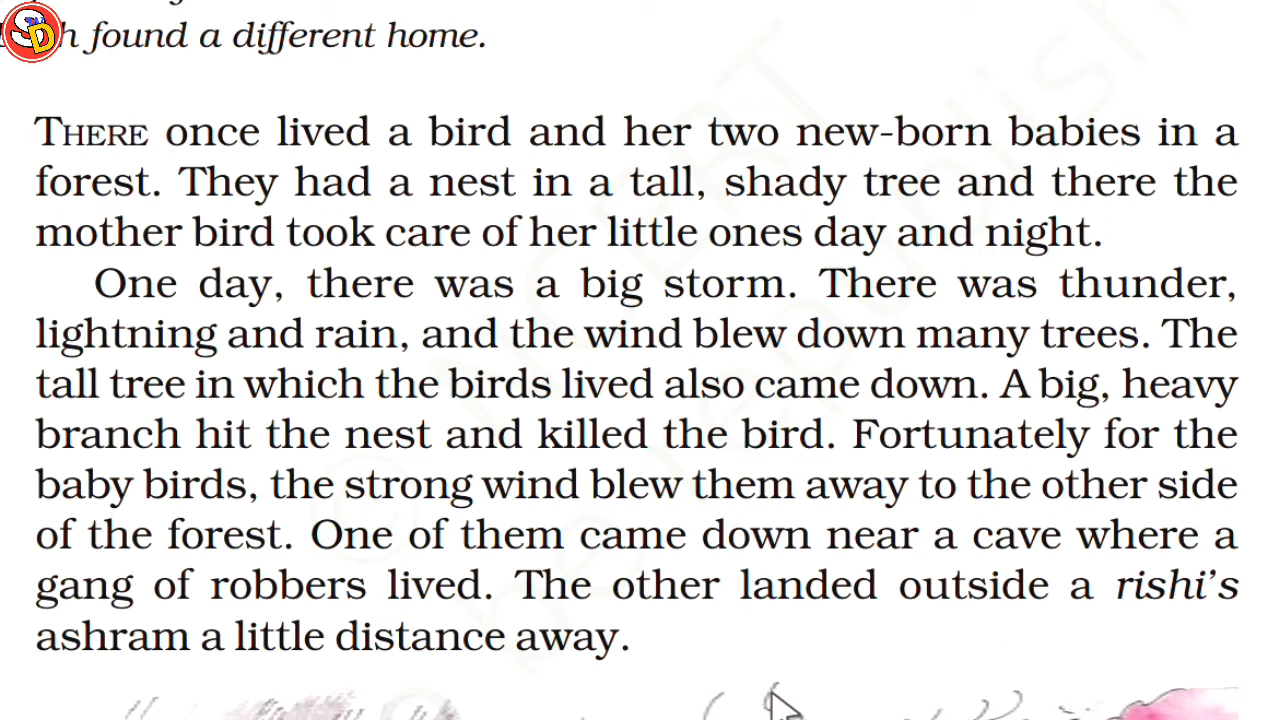 found a different home.
THERE once lived a bird and her two new-born babies in a
forest. They had a nest in a tall, shady tree and there the
mother bird took care of her little ones day and night.
One day, there was a big storm. There was thunder,
lightning and rain, and the wind blew down many trees. The
tall tree in which the birds lived also came down. A big, heavy
branch hit the nest and killed the bird. Fortunately for the
baby birds, the strong wind blew them away to the other side
of the forest. One of them came down near a cave where a
gang of robbers lived. The other landed outside a rishi's
ashram a little distance away.